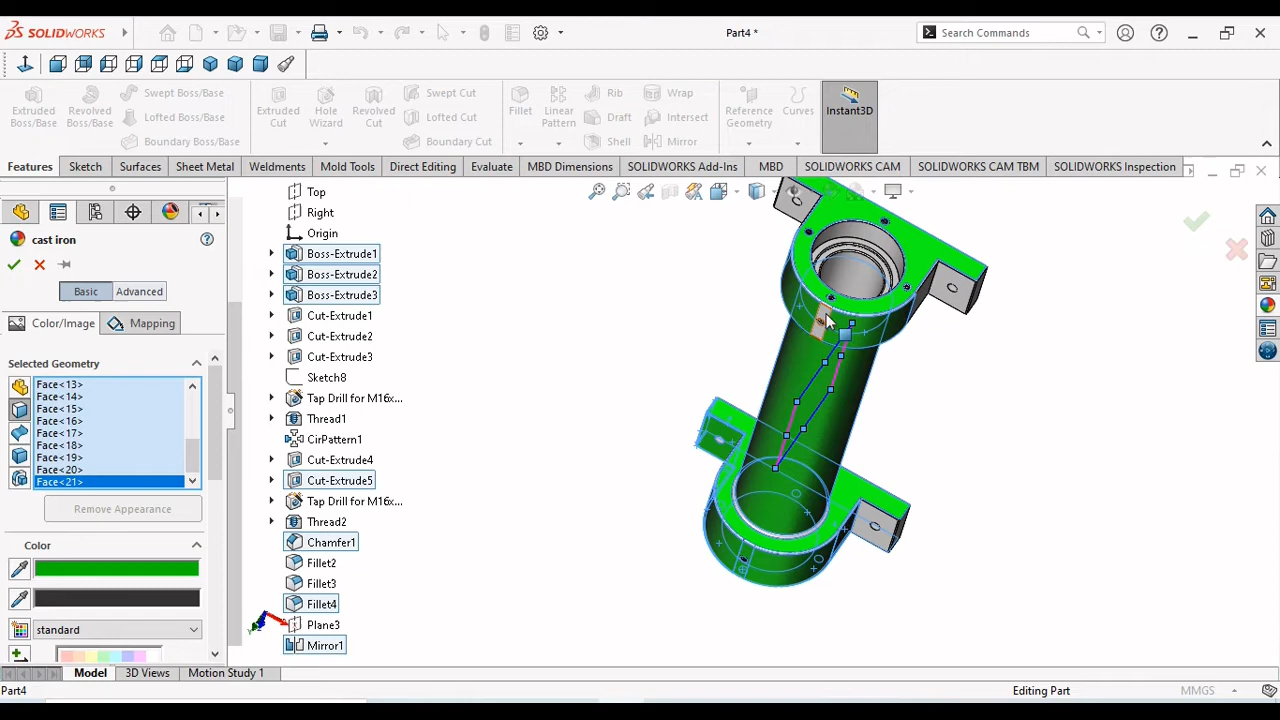 SOLIDWORKS
Part4 *
Search Commands
Extruded Boss/Base
Revolved Boss/Base
Swept Boss/Base
Lofted Boss/Base
Boundary Boss/Base
Extruded Cut
Hole Wizard
Revolved Cut
Swept Cut
Lofted Cut
Boundary Cut
Fillet
Linear Pattern
Rib
Draft
Shell
Wrap
Intersect
Mirror
Reference Geometry
Curves
Instant3D
Features
Sketch
Surfaces
Sheet Metal
Weldments
Mold Tools
Direct Editing
Evaluate
MBD Dimensions
SOLIDWORKS Add-Ins
MBD
SOLIDWORKS CAM
SOLIDWORKS CAM TBM
SOLIDWORKS Inspection
cast iron
Basic
Advanced
Color/Image
Mapping
Selected Geometry
Face<13>
Face<14>
Face<15>
Face<16>
Face<17>
Face<18>
Face<19>
Face<20>
Face<21>
Remove Appearance
Color
standard
Top
Right
Origin
Boss-Extrude1
Boss-Extrude2
Boss-Extrude3
Cut-Extrude1
Cut-Extrude2
Cut-Extrude3
Sketch8
Tap Drill for M16x...
Thread1
CirPattern1
Cut-Extrude4
Cut-Extrude5
Tap Drill for M16x...
Thread2
Chamfer1
Fillet2
Fillet3
Fillet4
Plane3
Mirror1
Model
3D Views
Motion Study 1
Part4
Editing Part
MMGS